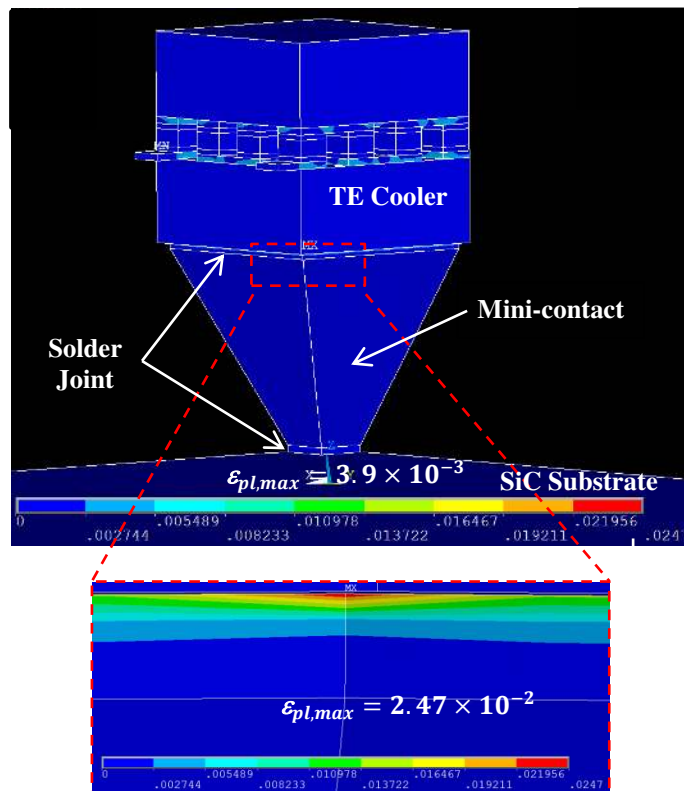 MN
TE Cooler
MX
Mini-contact
Solder
Joint
Z
εpl,max = 3.9 × 10−3
X
SiC Substrate
0 .005489 .010978 .016467 .021956
.002744 .008233 .013722 .019211 .0247
MX
εpl,max = 2.47 × 10−2
0 .005489 .010978 .016467 .021956
.002744 .008233 .013722 .019211 .0247